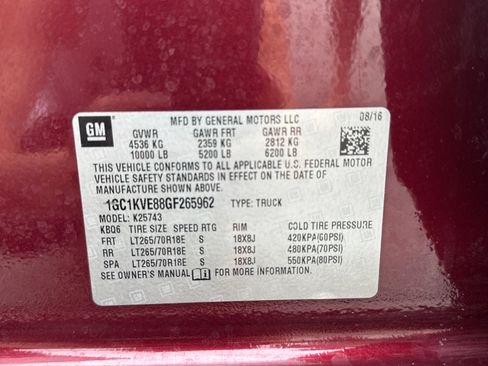 MFD BY GENERAL MOTORS LLC 08/16
GM
GVWR GAWR FRT GAWR RR
4536 KG 2359 KG 2812 KG
10000 LB 5200 LB 6200 LB
THIS VEHICLE CONFORMS TO ALL APPLICABLE U.S. FEDERAL MOTOR
VEHICLE SAFETY STANDARDS IN EFFECT ON THE DATE OF
MANUFACTURE SHOWN ABOVE.
1GC1KVE88GF265962 TYPE: TRUCK
MODEL: K25743
KBQ6 TIRE SIZE SPEED RTG RIM COLD TIRE PRESSURE
FRT LT265/70R18E S 18X8J 420KPA(60PSI)
RR LT265/70R18E S 18X8J 480KPA(70PSI)
SPA LT265/70R18E S 18X8J 550KPA(80PSI)
SEE OWNER'S MANUAL FOR MORE INFORMATION.